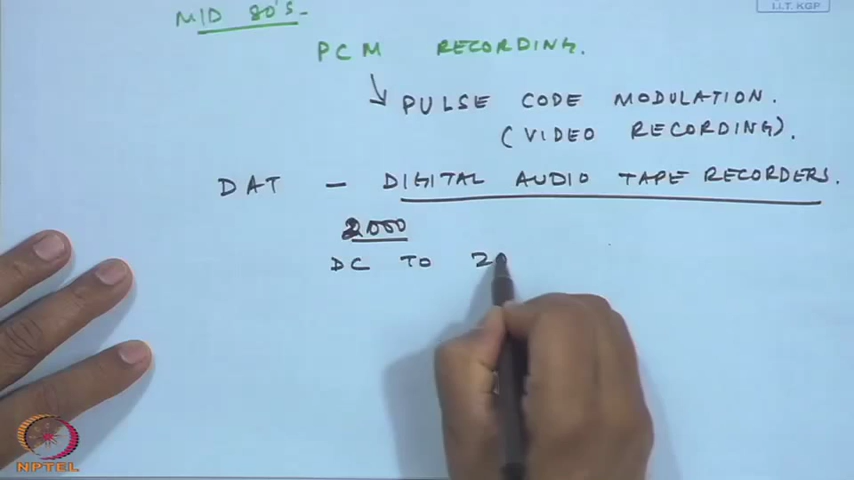 I.I.T. KGP
MID 80'S-
PCM RECORDING.
PULSE CODE MODULATION.
(VIDEO RECORDING).
DAT - DIGITAL AUDIO TAPE RECORDERS.
2000
DC TO 20
NPTEL